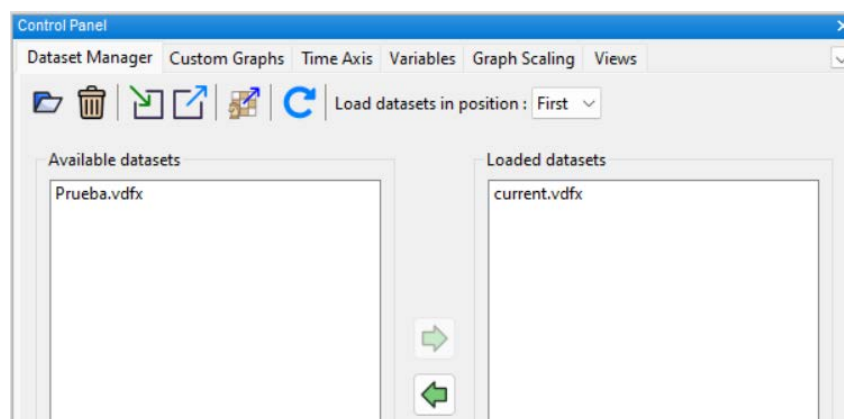 Control Panel
Dataset Manager Custom Graphs Time Axis Variables Graph Scaling Views
Load datasets in position : First
Available datasets
Prueba.vdfx
Loaded datasets
current.vdfx